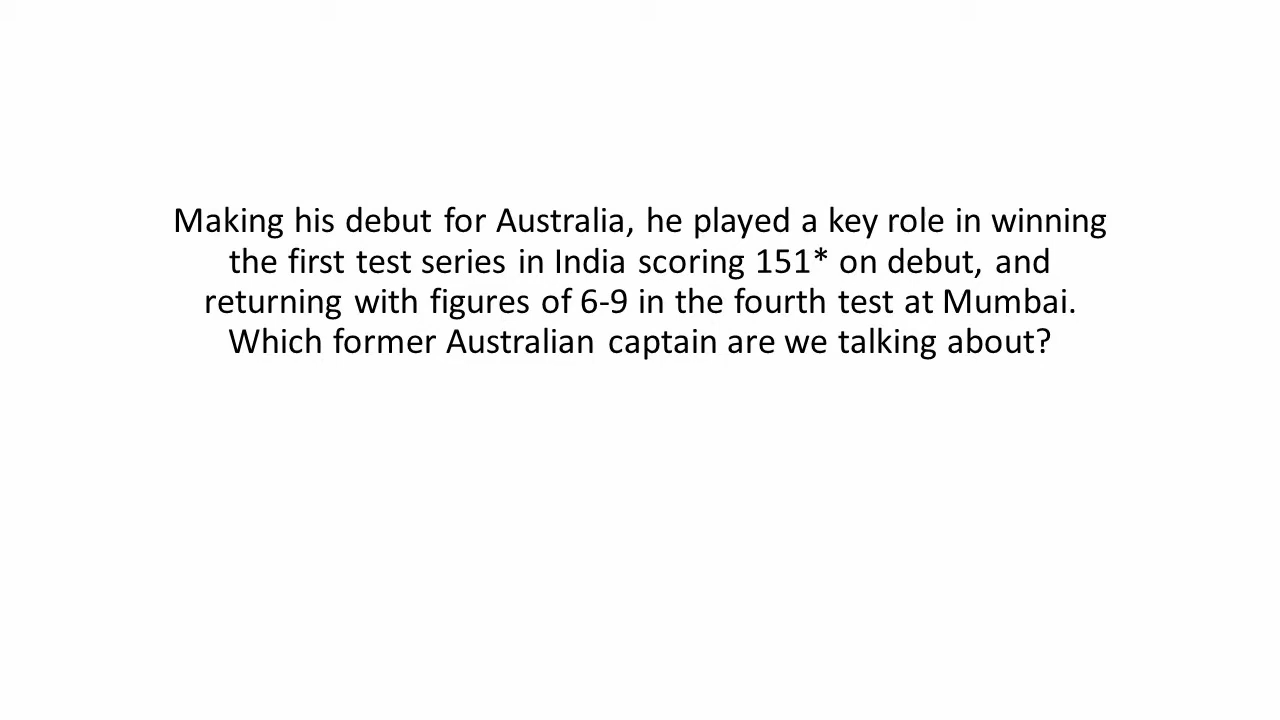 Making his debut for Australia, he played a key role in winning
the first test series in India scoring 151* on debut, and
returning with figures of 6-9 in the fourth test at Mumbai.
Which former Australian captain are we talking about?